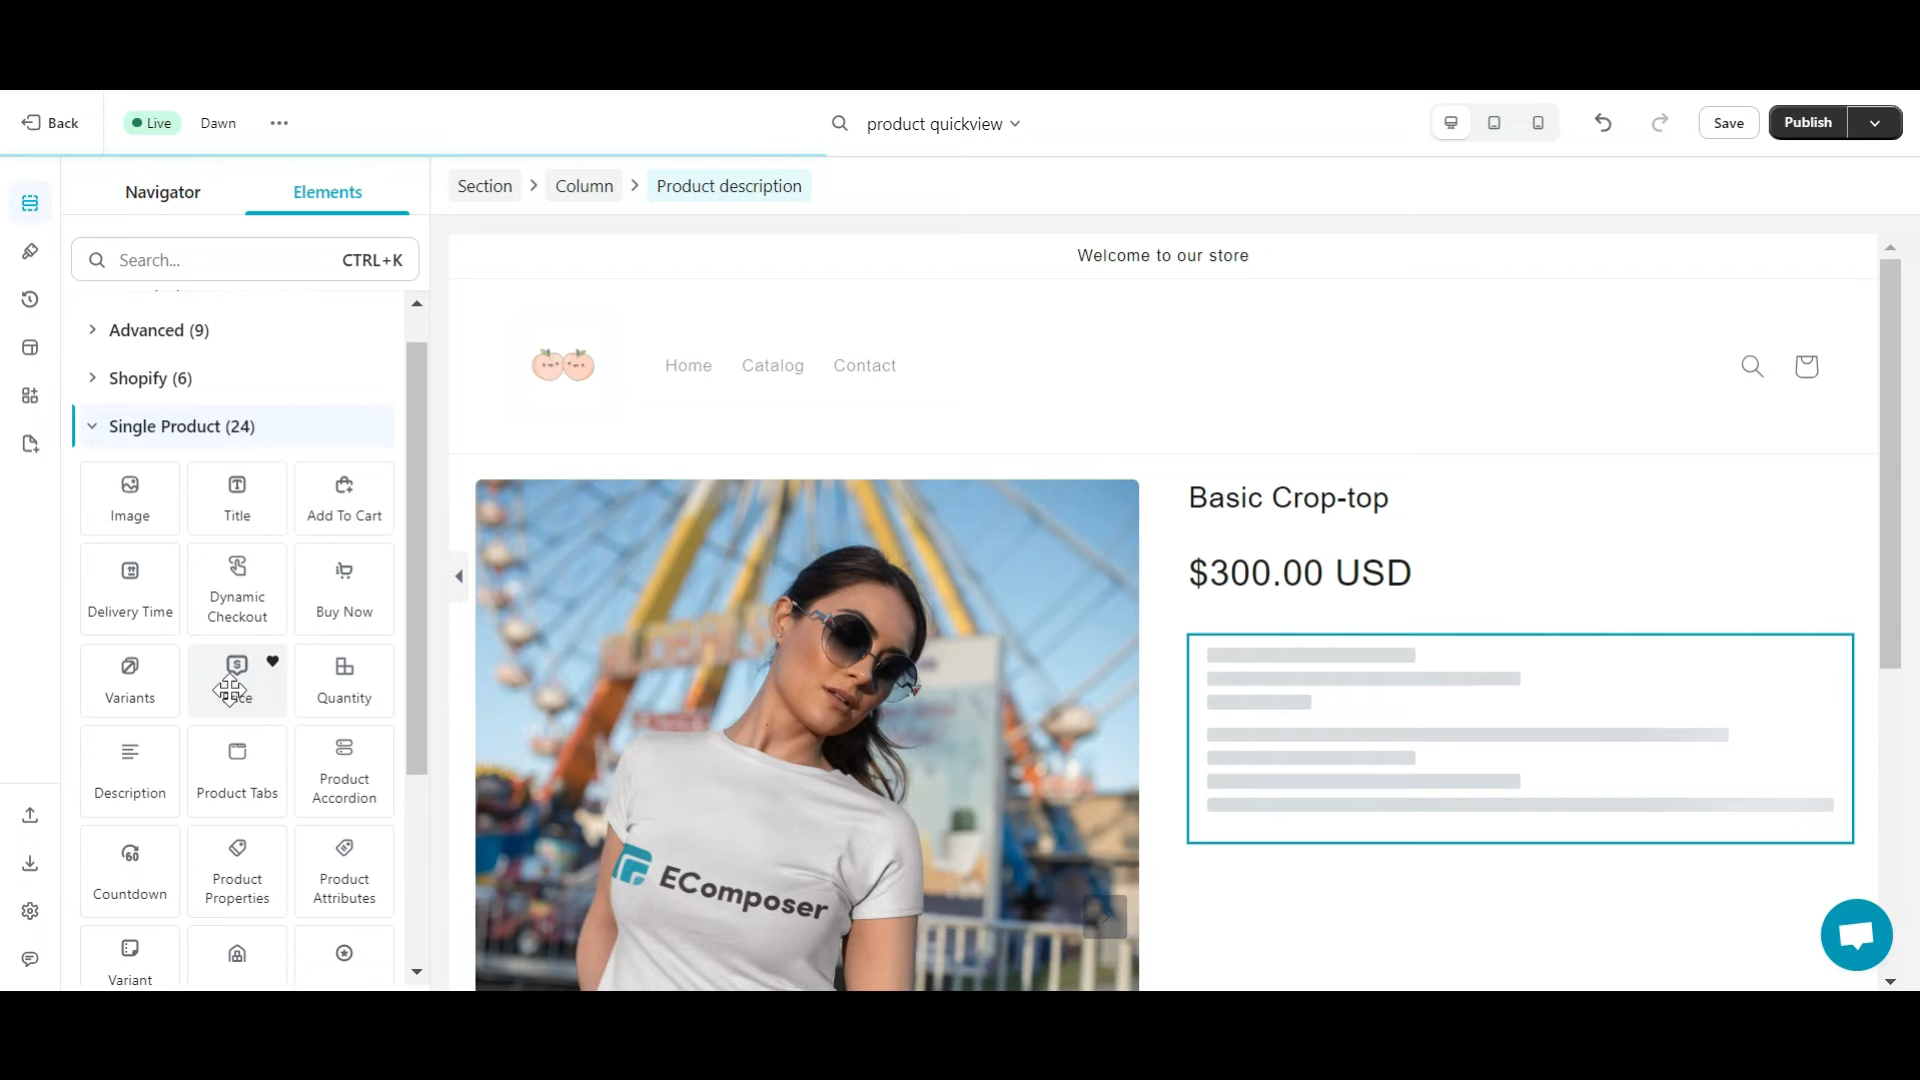 Back
Live
Dawn
product quickview
Save
Publish
Navigator
Elements
Section
Column
Product description
Search...
CTRL+K
Welcome to our store
Advanced (9)
Shopify (6)
Single Product (24)
Home
Catalog
Contact
Image
Title
Add To Cart
Basic Crop-top
$300.00 USD
Delivery Time
Dynamic
Checkout
Buy Now
Variants
Quantity
Description
Product Tabs
Product
Accordion
Countdown
60
Product
Properties
Product
Attributes
Variant
EComposer